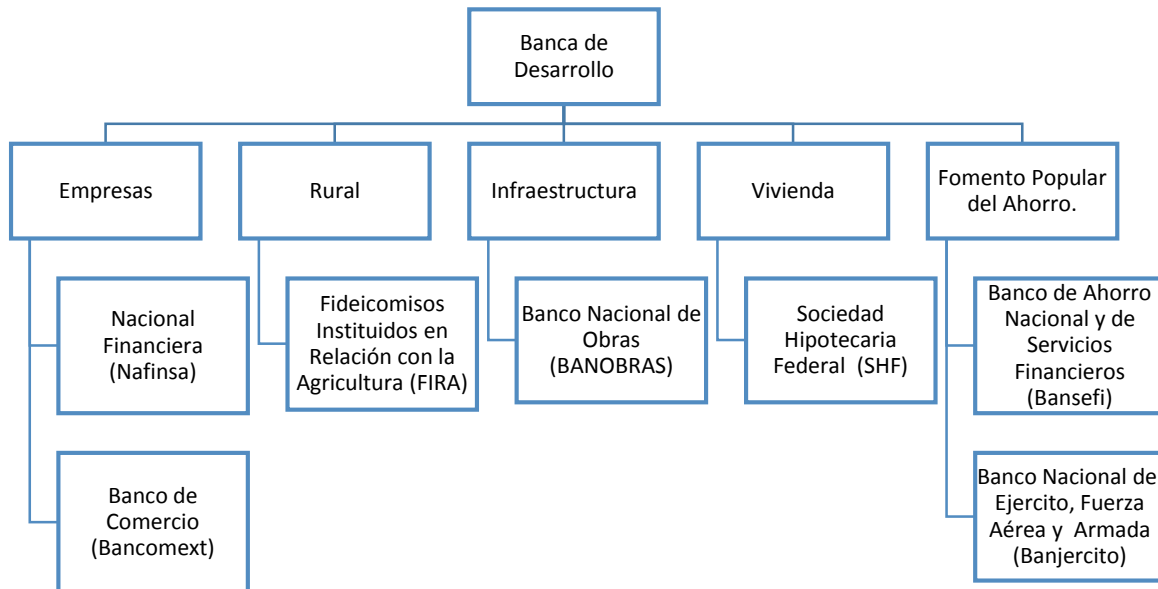 Banca de
Desarrollo
Empresas
Rural
Infraestructura
Vivienda
Fomento Popular
del Ahorro.
Nacional
Financiera
(Nafinsa)
Fideicomisos
Instituidos en
Relación con la
Agricultura (FIRA)
Banco Nacional de
Obras
(BANOBRAS)
Sociedad
Hipotecaria
Federal (SHF)
Banco de Ahorro
Nacional y de
Servicios
Financieros
(Bansefi)
Banco de
Comercio
(Bancomext)
Banco Nacional de
Ejercito, Fuerza
Aérea y Armada
(Banjercito)